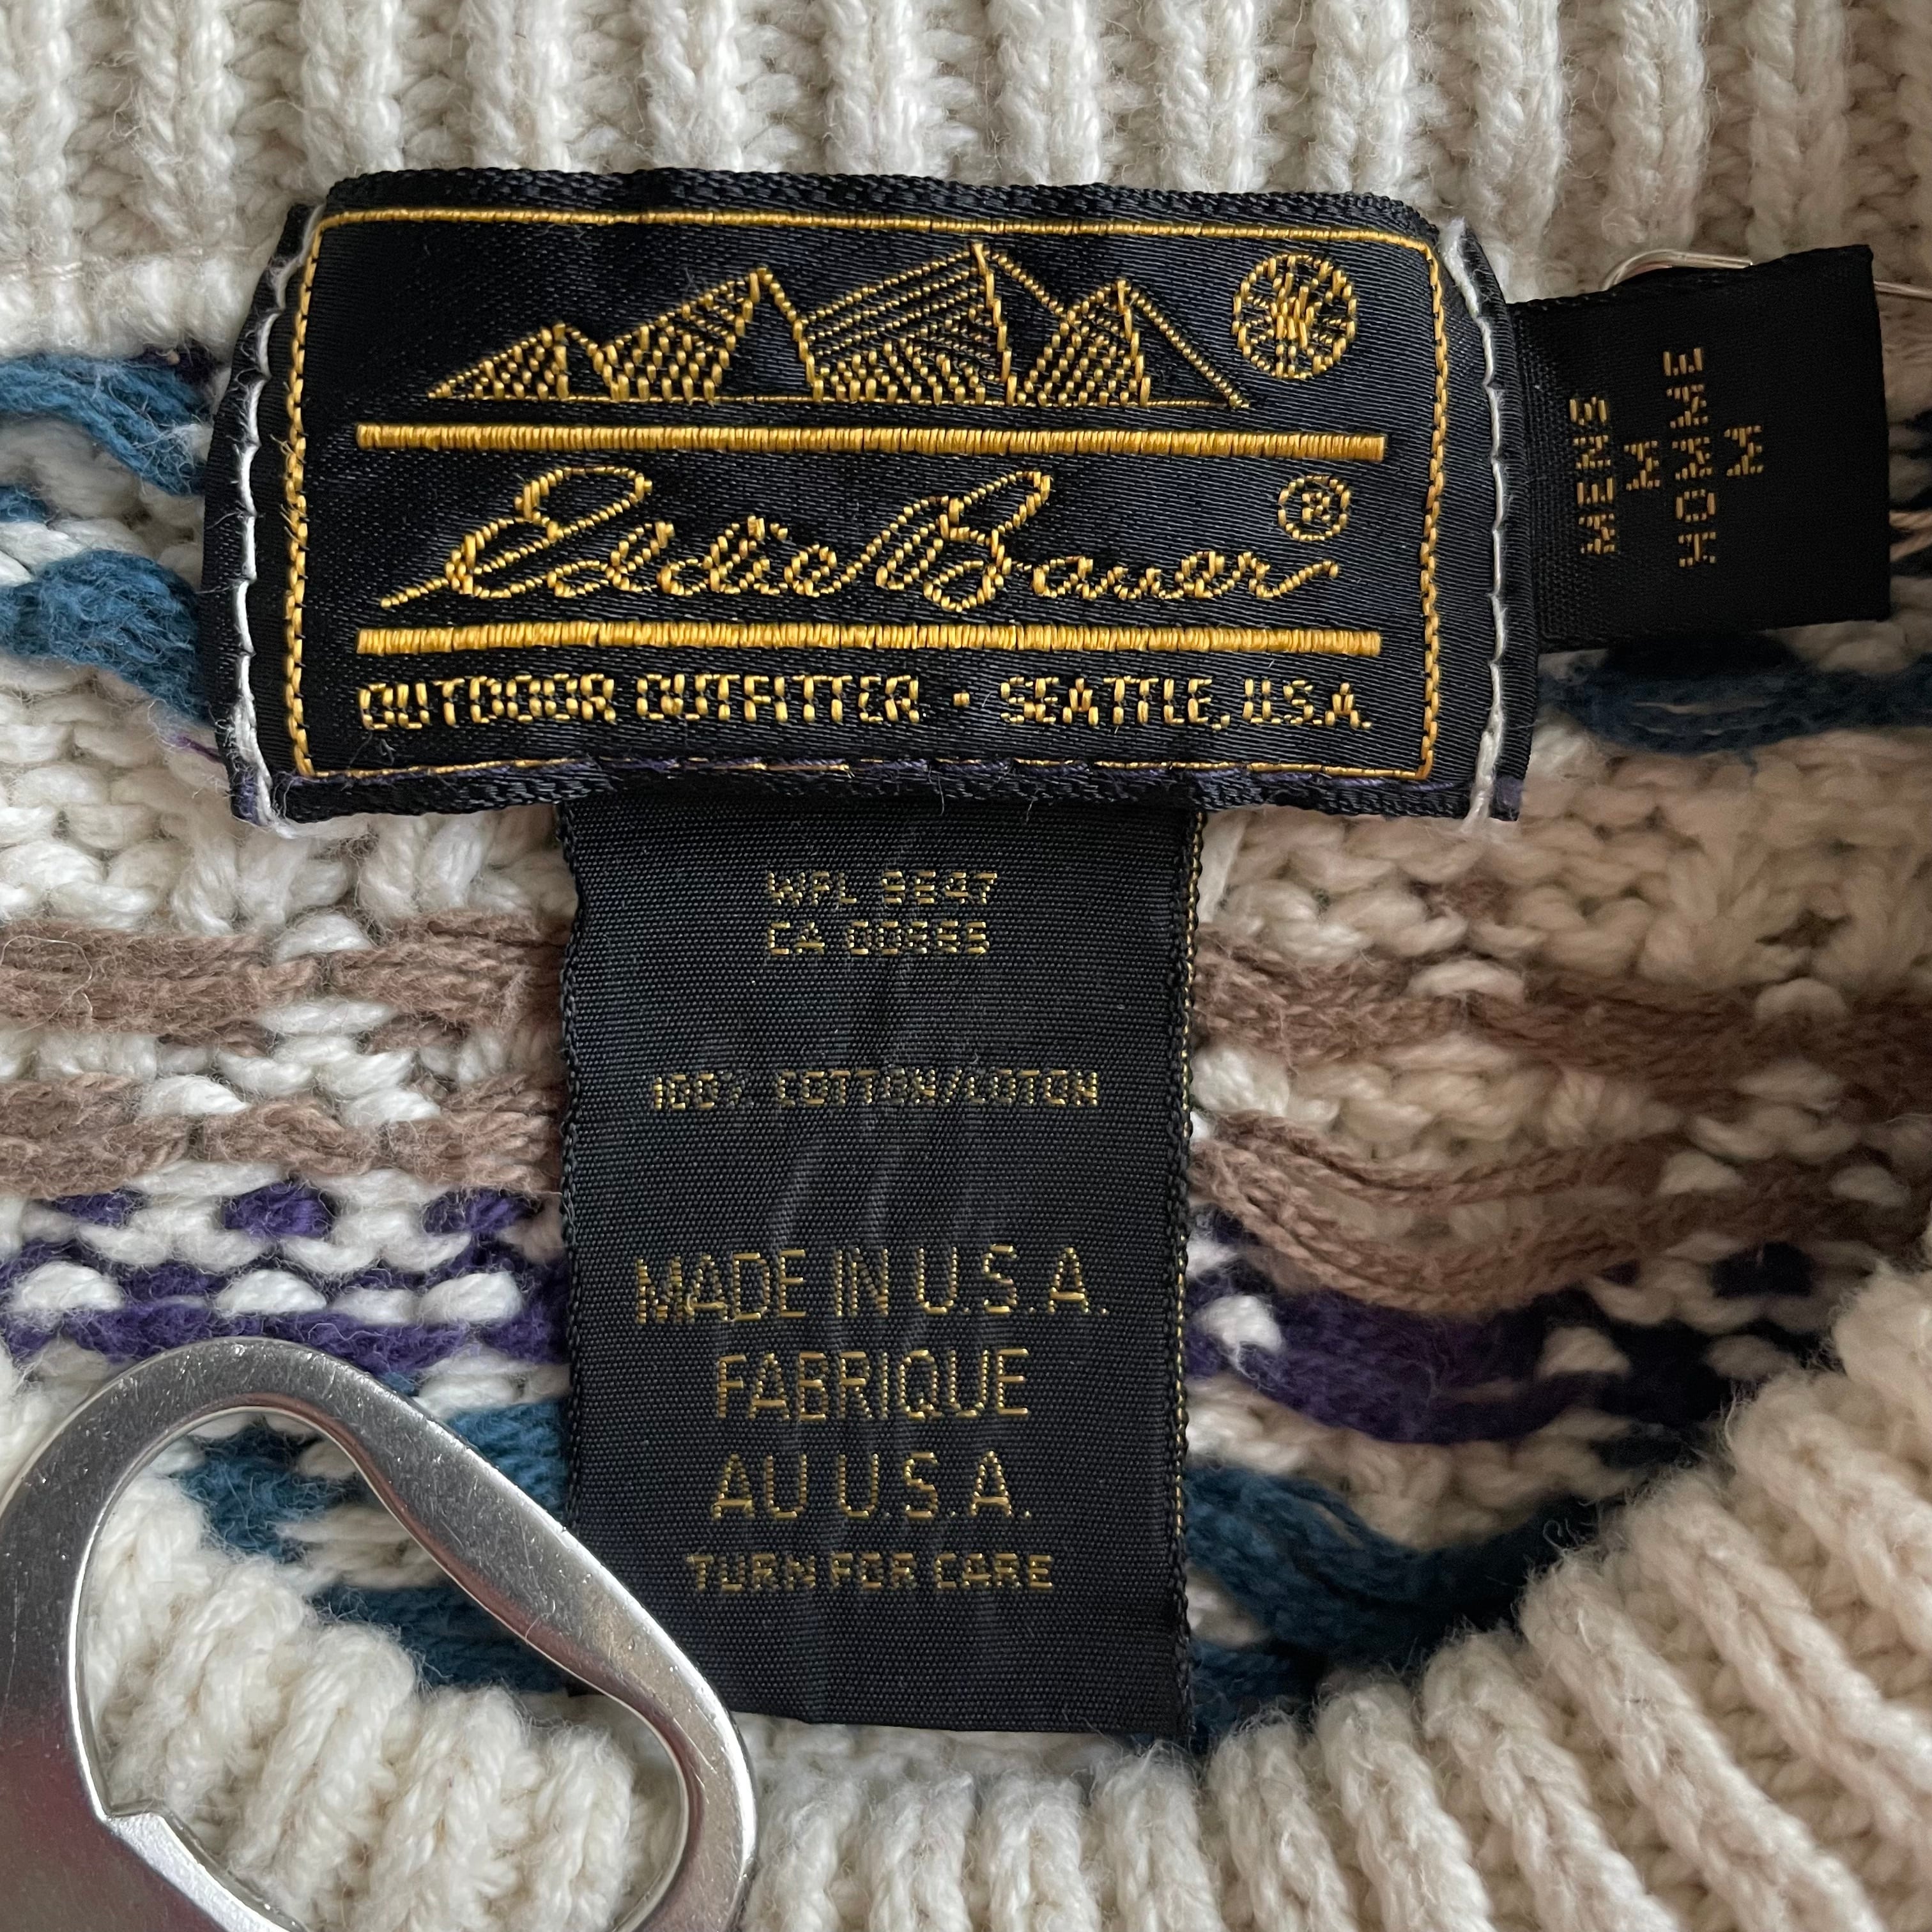 Eddie Bauer®
OUTDOOR OUTFITTER · SEATTLE, U.S.A.
MENS
M
HOMME
M
WPL 9647
CA 00886
100% COTTON/COTON
MADE IN U.S.A.
FABRIQUE
AU U.S.A.
TURN FOR CARE